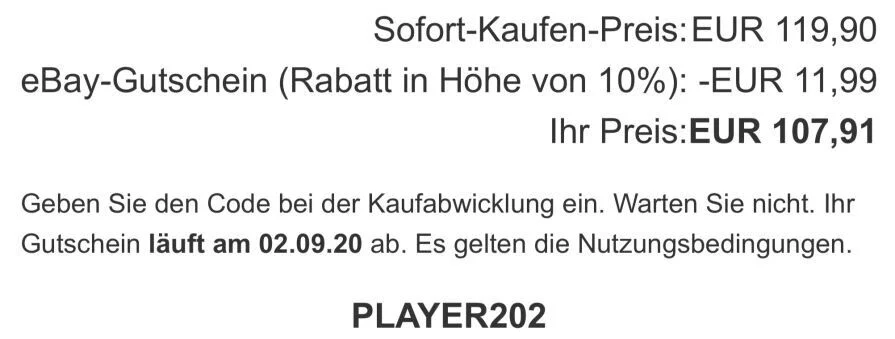 Sofort-Kaufen-Preis:EUR 119,90
eBay-Gutschein (Rabatt in Höhe von 10%): -EUR 11,99
Ihr Preis:EUR 107,91
Geben Sie den Code bei der Kaufabwicklung ein. Warten Sie nicht. Ihr
Gutschein läuft am 02.09.20 ab. Es gelten die Nutzungsbedingungen.
PLAYER202